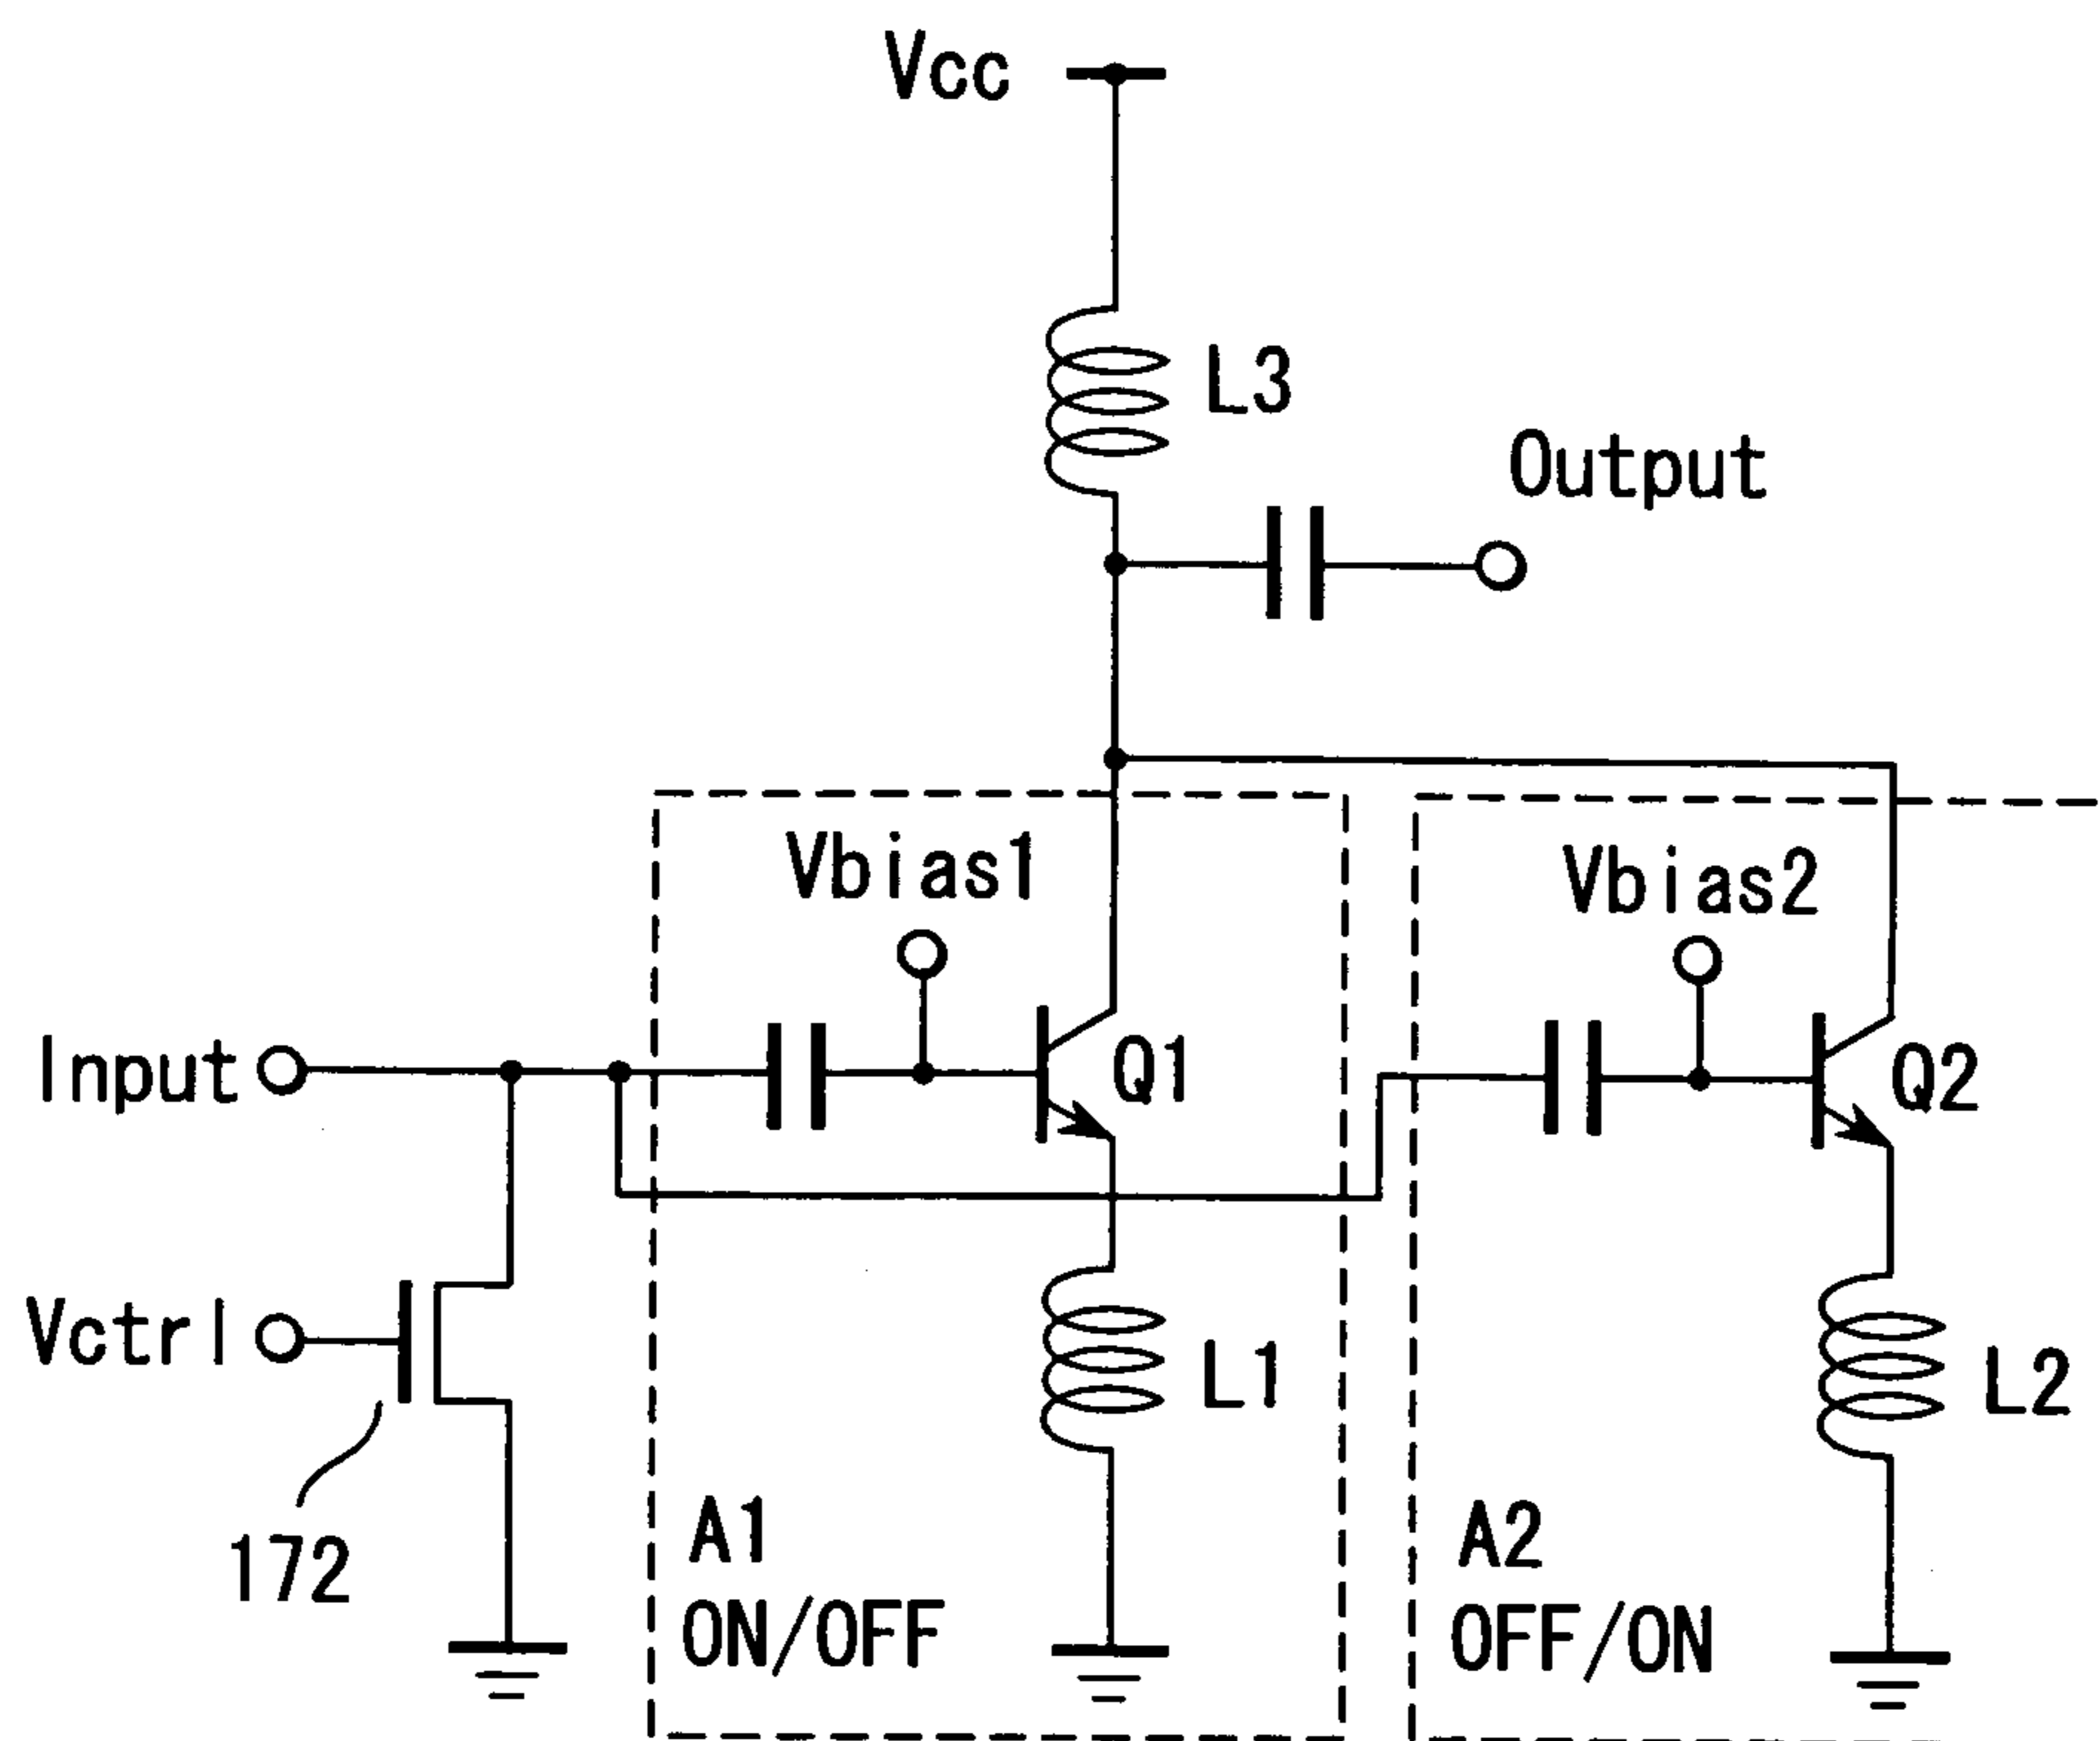 Vcc
L3
Output
Vbias1
Vbias2
Input
Q1
Q2
Vctrl
L1
L2
172
A1
ON/OFF
A2
OFF/ON